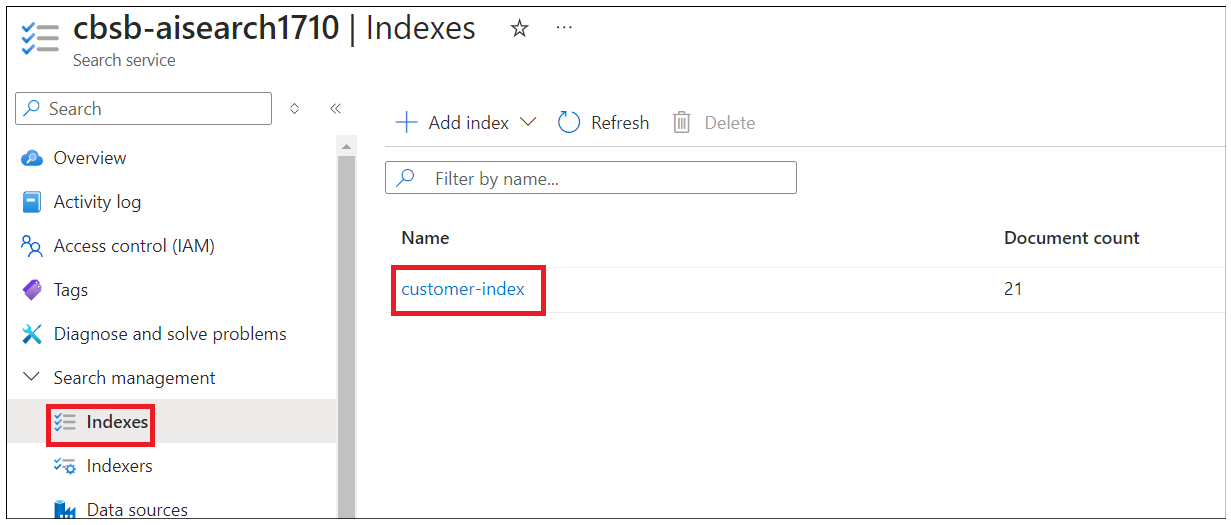 cbsb-aisearch1710 | Indexes
Search service
Search
Overview
Activity log
Access control (IAM)
Tags
Diagnose and solve problems
Search management
Indexes
Indexers
Data sources
Add index
Refresh
Delete
Filter by name...
Name Document count
customer-index 21